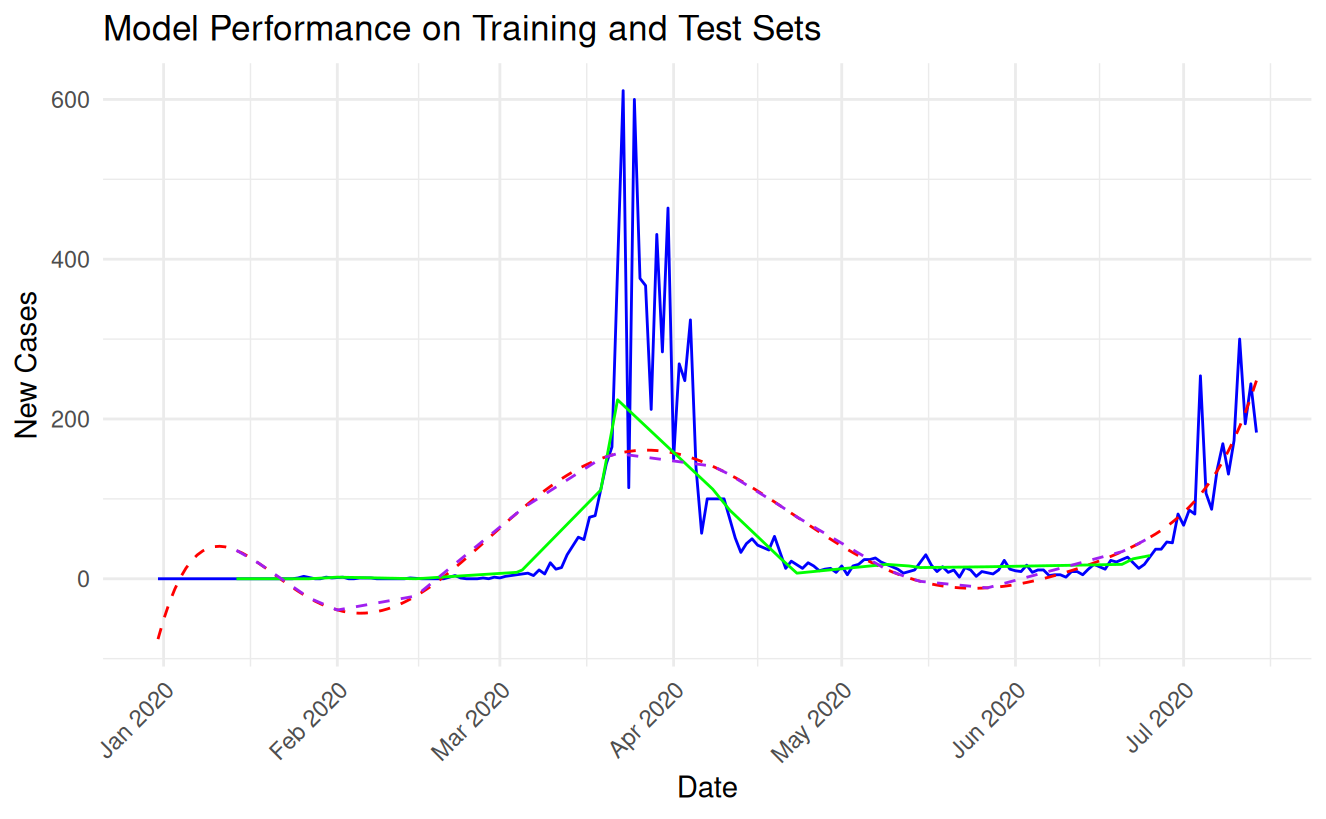 Model Performance on Training and Test Sets
New Cases
600
400
200
0
Jan 2020
Feb 2020
Mar 2020
Apr 2020
May 2020
Jun 2020
Jul 2020
Date